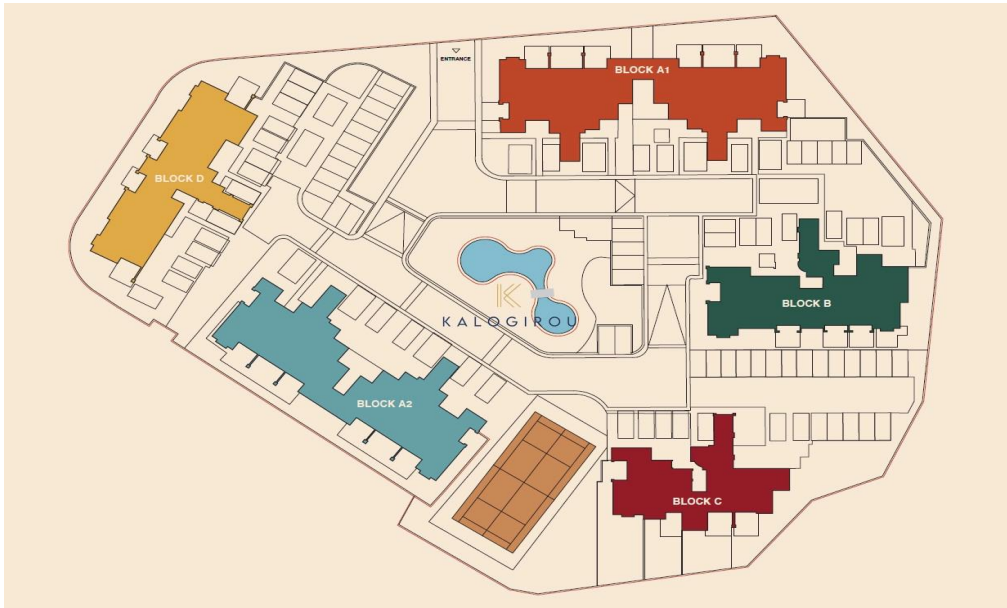 ENTRANCE
BLOCK A1
BLOCK D
BLOCK B
K
KALOGIROU
BLOCK A2
BLOCK C